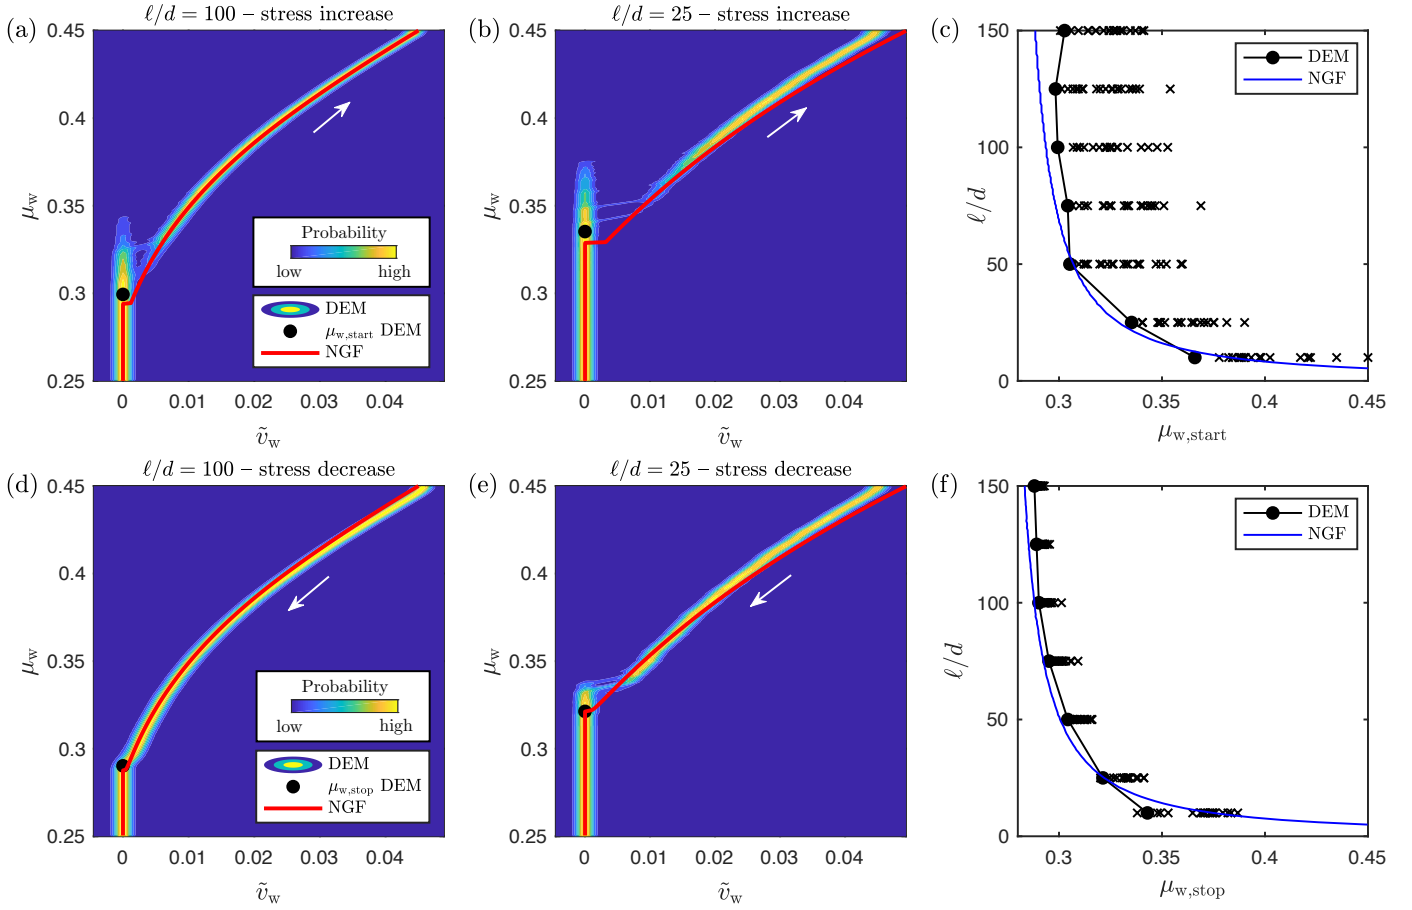 (a)
ℓ/d = 100 – stress increase
0.45
0.4
0.35
0.3
0.25
μw
0
0.01
0.02
0.03
0.04
ṽw
Probability
low
high
DEM
μw,start DEM
NGF
(b)
ℓ/d = 25 – stress increase
0.45
0.4
0.35
0.3
0.25
μw
0
0.01
0.02
0.03
0.04
ṽw
(c)
150
100
50
0
ℓ/d
0.3
0.35
0.4
0.45
μw,start
DEM
NGF
(d)
ℓ/d = 100 – stress decrease
0.45
0.4
0.35
0.3
0.25
μw
0
0.01
0.02
0.03
0.04
ṽw
Probability
low
high
DEM
μw,stop DEM
NGF
(e)
ℓ/d = 25 – stress decrease
0.45
0.4
0.35
0.3
0.25
μw
0
0.01
0.02
0.03
0.04
ṽw
(f)
150
100
50
0
ℓ/d
0.3
0.35
0.4
0.45
μw,stop
DEM
NGF